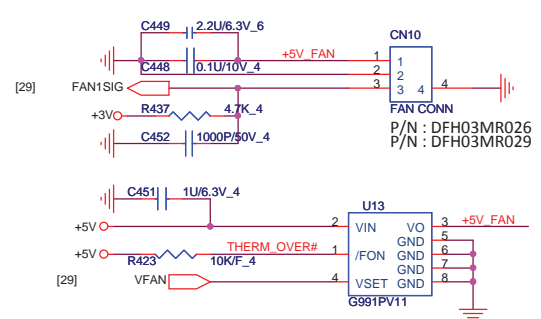 C449 2.2U/6.3V_6
CN10
+5V_FAN 1 1
C448 0.1U/10V_4 2 2
[29] FAN1SIG 3 3 4 4
R437 4.7K_4
FAN CONN
+3V
P/N : DFH03MR026
C452 1000P/50V_4
P/N : DFH03MR029
C451 1U/6.3V_4
U13
+5V 2 VIN VO 3 +5V_FAN
GND 5
+5V THERM_OVER# 1 /FON GND 6
R423 10K/F_4
GND 7
[29] VFAN 4 VSET GND 8
G991PV11